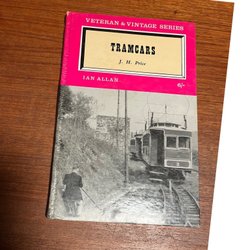 VETERAN & VINTAGE SERIES
TRAMCARS
J. H. Price
IAN ALLAN
6/-